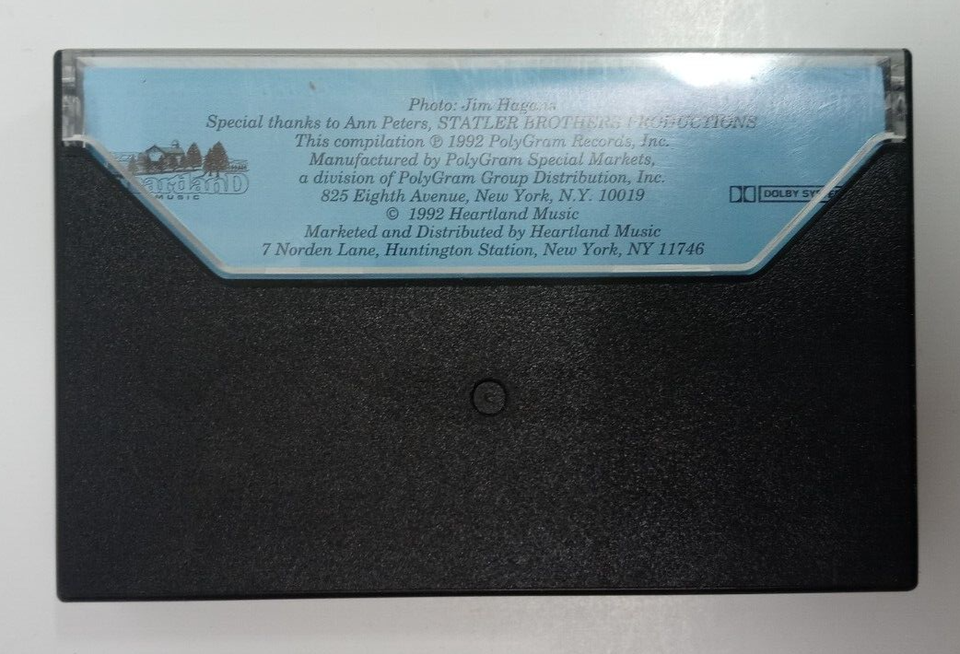 Photo: Jim
Special thanks to Ann Peters, STATLER BROTHERS PRODUCTIONS
This compilation ℗ 1992 PolyGram Records, Inc.
Manufactured by PolyGram Special Markets,
a division of PolyGram Group Distribution, Inc.
825 Eighth Avenue, New York, N.Y. 10019
© 1992 Heartland Music
Marketed and Distributed by Heartland Music
7 Norden Lane, Huntington Station, New York, NY 11746
MUSIC
DOLBY